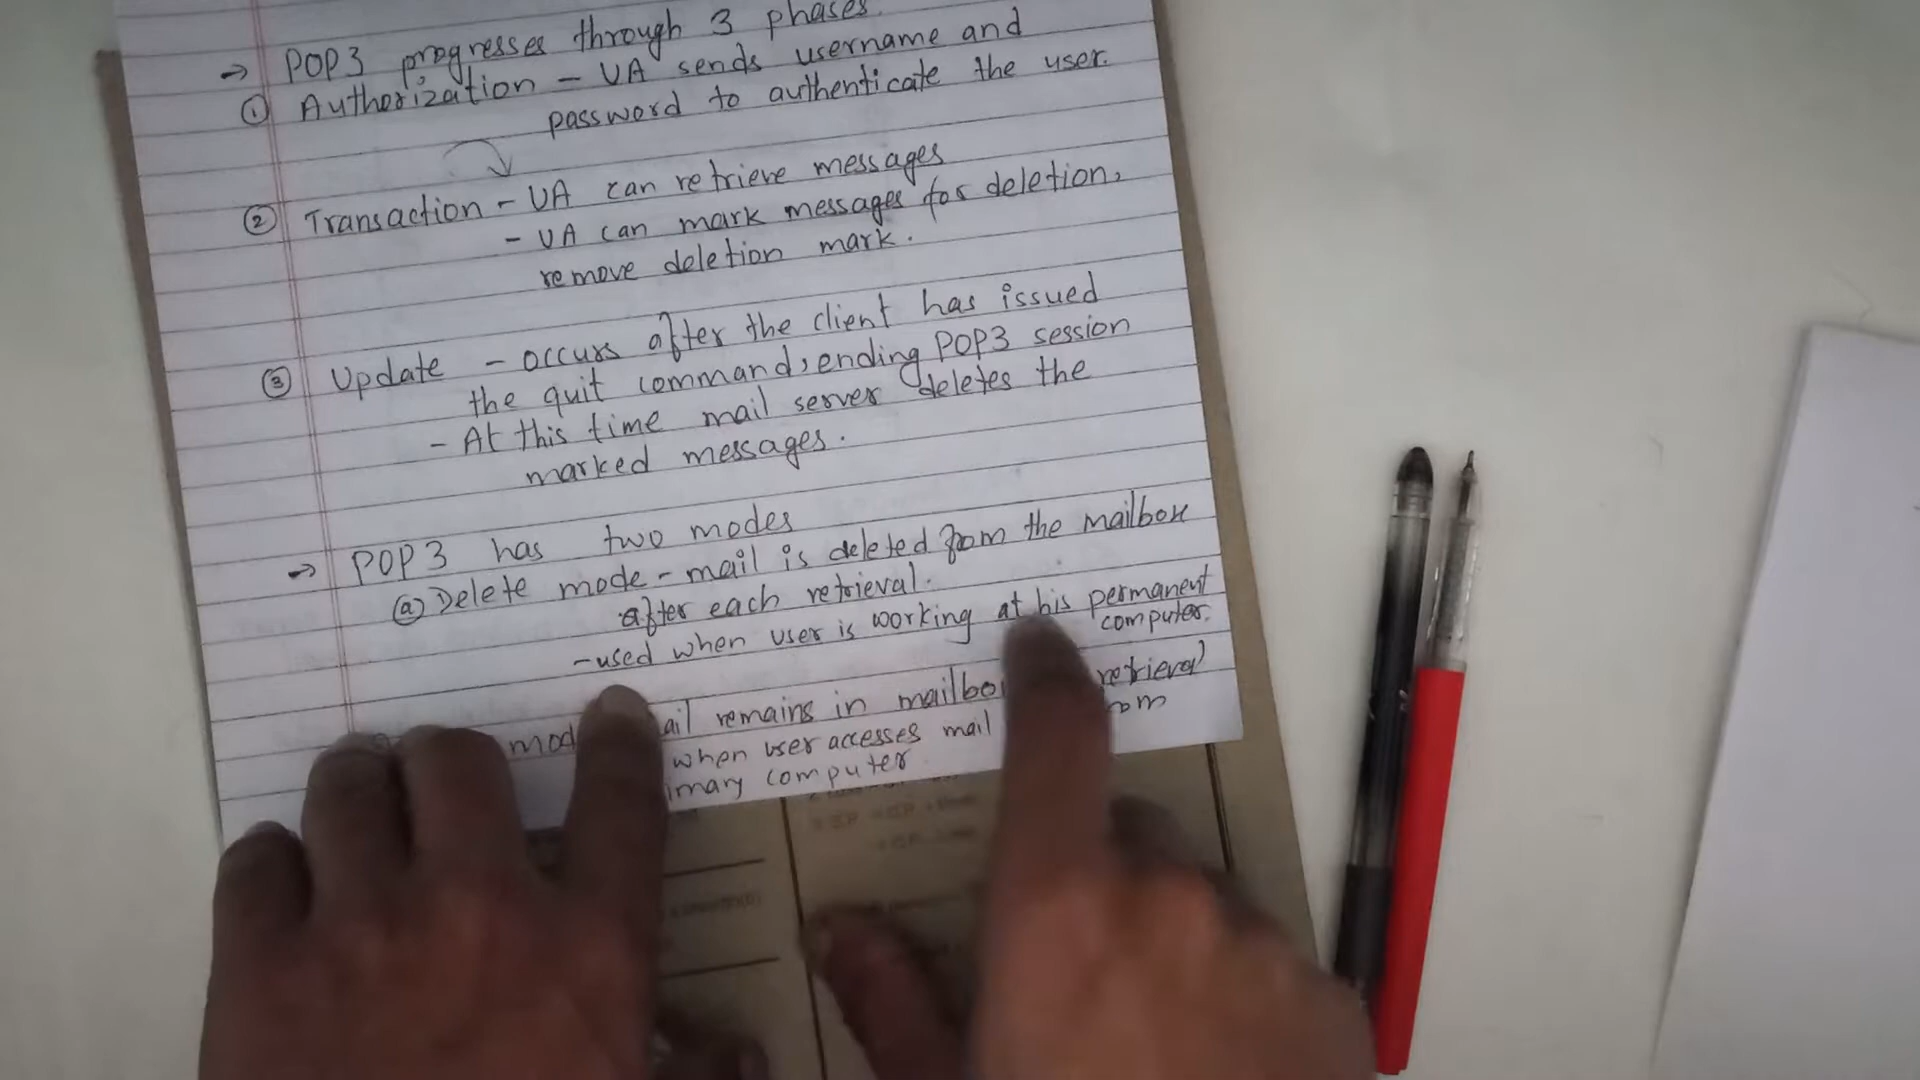 → POP3 progresses through 3 phases.
① Authorization - UA sends username and
password to authenticate the user.
② Transaction - UA can retrieve messages
- UA can mark messages for deletion,
remove deletion mark.
③ Update - occurs after the client has issued
the quit command, ending POP3 session
- At this time mail server deletes the
marked messages.
→ POP3 has two modes
ⓐ Delete mode - mail is deleted from the mailbox
after each retrieval.
- used when user is working at his permanent
computer.
remains in retrieval
when user accesses mail
computer